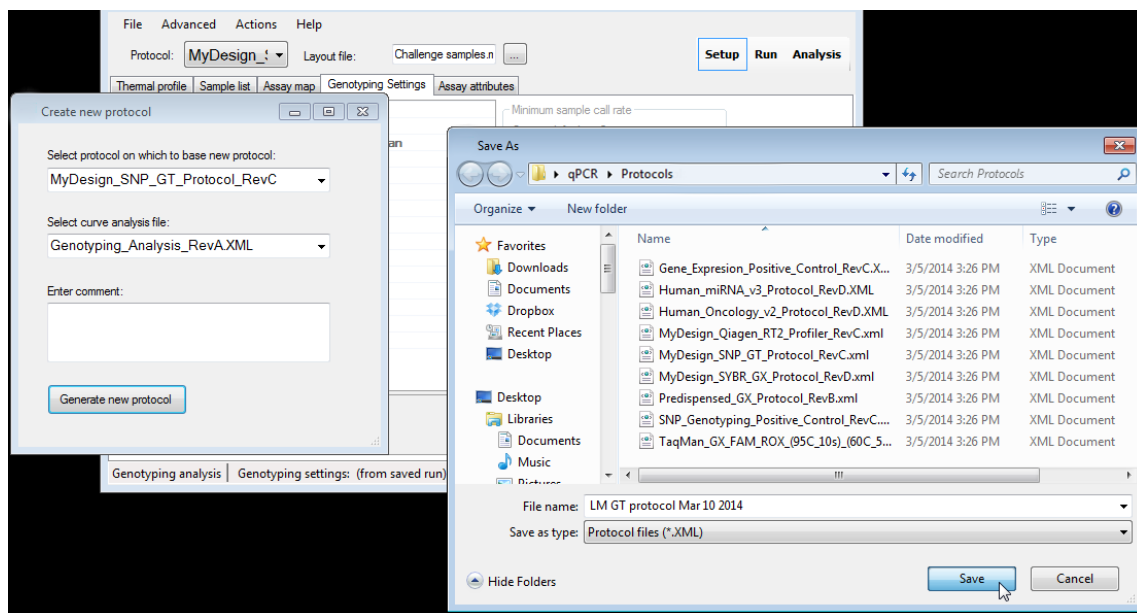 File Advanced Actions Help
Protocol: MyDesign_S Layout file: Challenge samples.n ... Setup Run Analysis
Thermal profile Sample list Assay map Genotyping Settings Assay attributes
Minimum sample call rate
an
Create new protocol
Select protocol on which to base new protocol:
MyDesign_SNP_GT_Protocol_RevC
Select curve analysis file:
Genotyping_Analysis_RevA.XML
Enter comment:
Generate new protocol
Genotyping analysis Genotyping settings: (from saved run)
Save As
qPCR Protocols Search Protocols
Organize New folder
Favorites
Downloads
Documents
Dropbox
Recent Places
Desktop
Desktop
Libraries
Documents
Music
Pictures
Name Date modified Type
Gene_Expresion_Positive_Control_RevC.X... 3/5/2014 3:26 PM XML Document
Human_miRNA_v3_Protocol_RevD.XML 3/5/2014 3:26 PM XML Document
Human_Oncology_v2_Protocol_RevD.XML 3/5/2014 3:26 PM XML Document
MyDesign_Qiagen_RT2_Profiler_RevC.xml 3/5/2014 3:26 PM XML Document
MyDesign_SNP_GT_Protocol_RevC.xml 3/5/2014 3:26 PM XML Document
MyDesign_SYBR_GX_Protocol_RevD.xml 3/5/2014 3:26 PM XML Document
Predispensed_GX_Protocol_RevB.xml 3/5/2014 3:26 PM XML Document
SNP_Genotyping_Positive_Control_RevC.... 3/5/2014 3:26 PM XML Document
TaqMan_GX_FAM_ROX_(95C_10s)_(60C_5... 3/5/2014 3:26 PM XML Document
File name: LM GT protocol Mar 10 2014
Save as type: Protocol files (*.XML)
Hide Folders Save Cancel